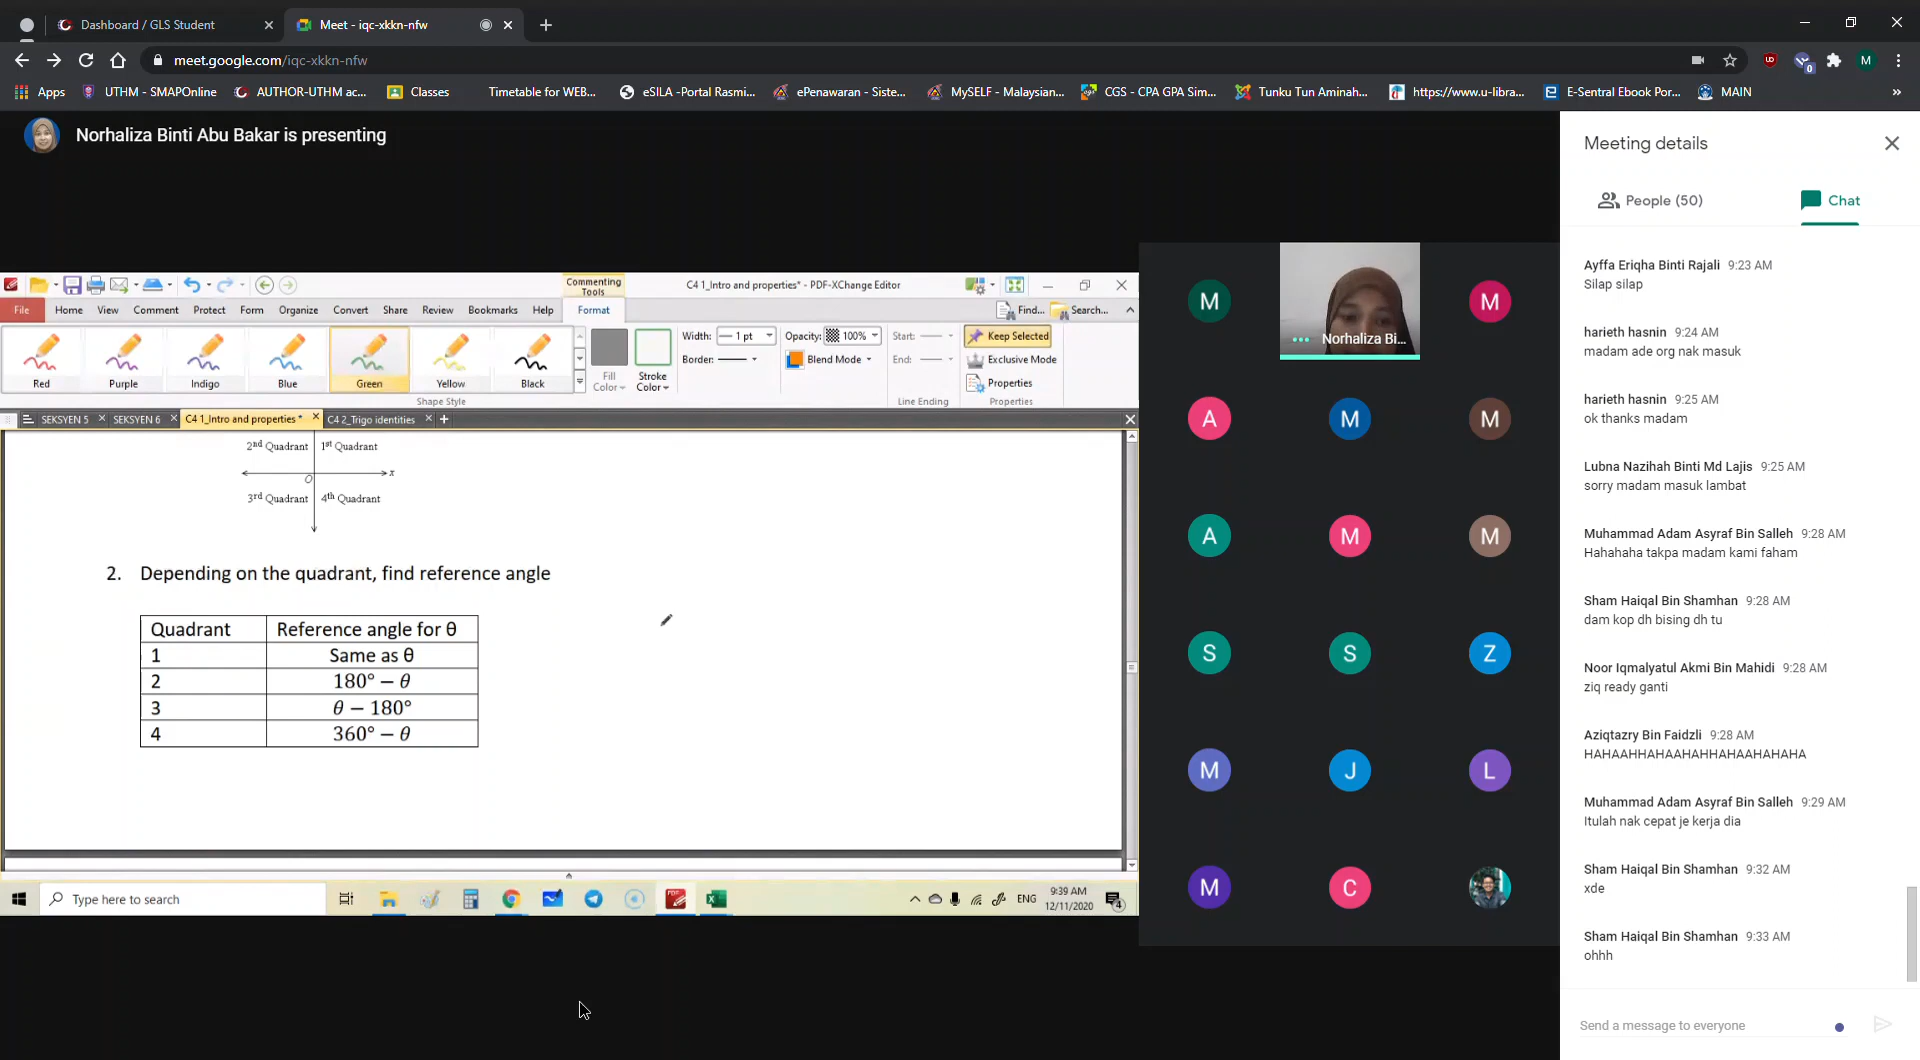 Dashboard / GLS Student
Meet - iqc-xkkn-nfw
meet.google.com/iqc-xkkn-nfw
M
Apps
UTHM - SMAPOnline
AUTHOR-UTHM ac...
Classes
Timetable for WEB...
eSILA -Portal Rasmi...
ePenawaran - Siste...
MySELF - Malaysian...
CGS - CPA GPA Sim...
Tunku Tun Aminah...
https://www.u-libra...
E-Sentral Ebook Por...
MAIN
Norhaliza Binti Abu Bakar is presenting
Commenting Tools
C4 1_Intro and properties* - PDF-XChange Editor
File Home View Comment Protect Form Organize Convert Share Review Bookmarks Help Format
Find...
Search...
Red Purple Indigo Blue Green Yellow Black
Shape Style
Fill Color
Stroke Color
Width: 1 pt
Border:
Opacity: 100%
Blend Mode
Start:
End:
Line Ending
Keep Selected
Exclusive Mode
Properties
Properties
SEKSYEN 5
SEKSYEN 6
C4 1_Intro and properties *
C4 2_Trigo identities
2nd Quadrant 1st Quadrant
x
O
3rd Quadrant 4th Quadrant
2. Depending on the quadrant, find reference angle
Quadrant Reference angle for θ
1 Same as θ
2 180° − θ
3 θ − 180°
4 360° − θ
Type here to search
ENG
9:39 AM
12/11/2020
4
M
Norhaliza Bi...
M
A
M
M
A
M
M
S
S
Z
M
J
L
M
C
Meeting details
People (50)
Chat
Ayffa Eriqha Binti Rajali 9:23 AM
Silap silap
harieth hasnin 9:24 AM
madam ade org nak masuk
harieth hasnin 9:25 AM
ok thanks madam
Lubna Nazihah Binti Md Lajis 9:25 AM
sorry madam masuk lambat
Muhammad Adam Asyraf Bin Salleh 9:28 AM
Hahahaha takpa madam kami faham
Sham Haiqal Bin Shamhan 9:28 AM
dam kop dh bising dh tu
Noor Iqmalyatul Akmi Bin Mahidi 9:28 AM
ziq ready ganti
Aziqtazry Bin Faidzli 9:28 AM
HAHAAHHAHAAHAHHAHAAHAHAHA
Muhammad Adam Asyraf Bin Salleh 9:29 AM
Itulah nak cepat je kerja dia
Sham Haiqal Bin Shamhan 9:32 AM
xde
Sham Haiqal Bin Shamhan 9:33 AM
ohhh
Send a message to everyone